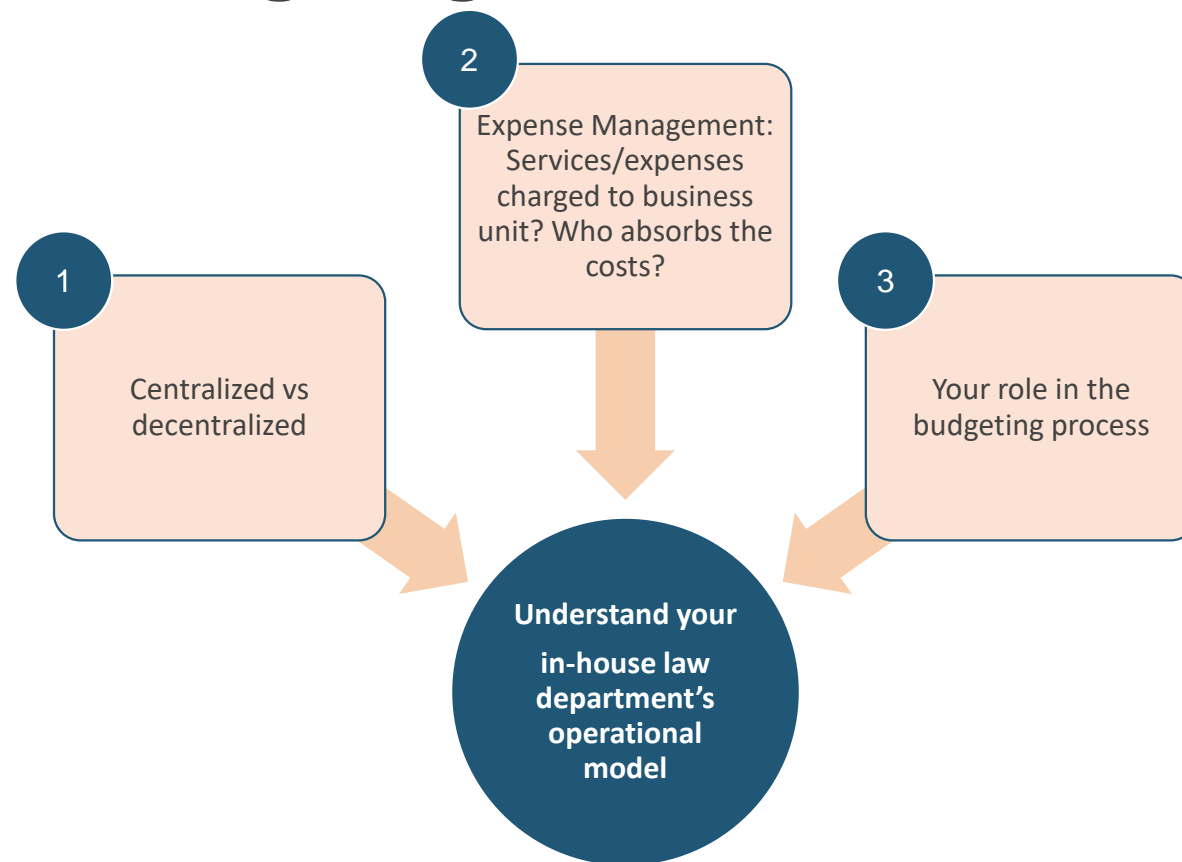 1
Centralized vs
decentralized
2
Expense Management:
Services/expenses
charged to business
unit? Who absorbs the
costs?
3
Your role in the
budgeting process
Understand your
in-house law
department’s
operational
model